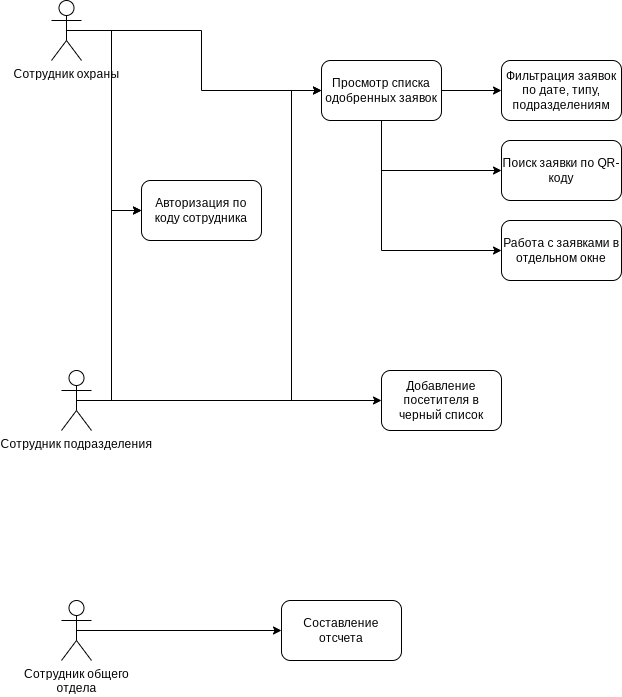 Сотрудник охраны
Просмотр списка
одобренных заявок
Фильтрация заявок
по дате, типу,
подразделениям
Поиск заявки по QR-
коду
Авторизация по
коду сотрудника
Работа с заявками в
отдельном окне
Сотрудник подразделения
Добавление
посетителя в
черный список
Сотрудник общего
отдела
Составление
отсчета